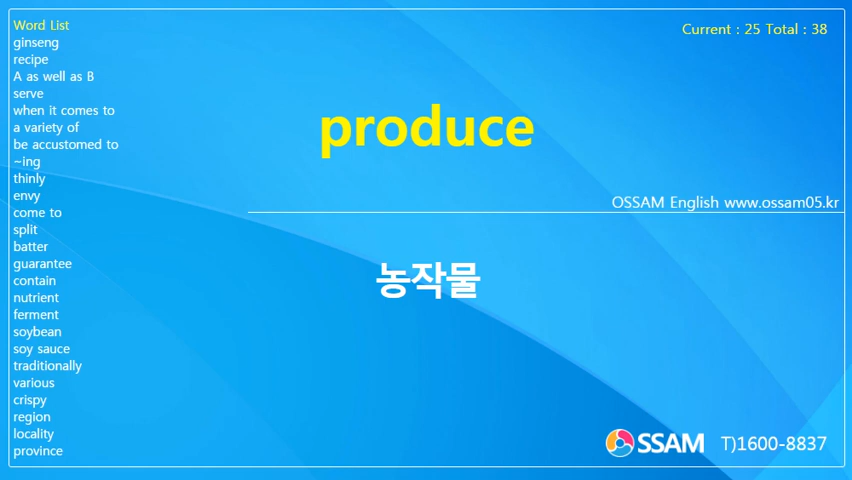 Word List
ginseng
recipe
A as well as B
serve
when it comes to
a variety of
be accustomed to
~ing
thinly
envy
come to
split
batter
guarantee
contain
nutrient
ferment
soybean
soy sauce
traditionally
various
crispy
region
locality
province
Current : 25 Total : 38
produce
OSSAM English www.ossam05.kr
농작물
OSSAM T)1600-8837